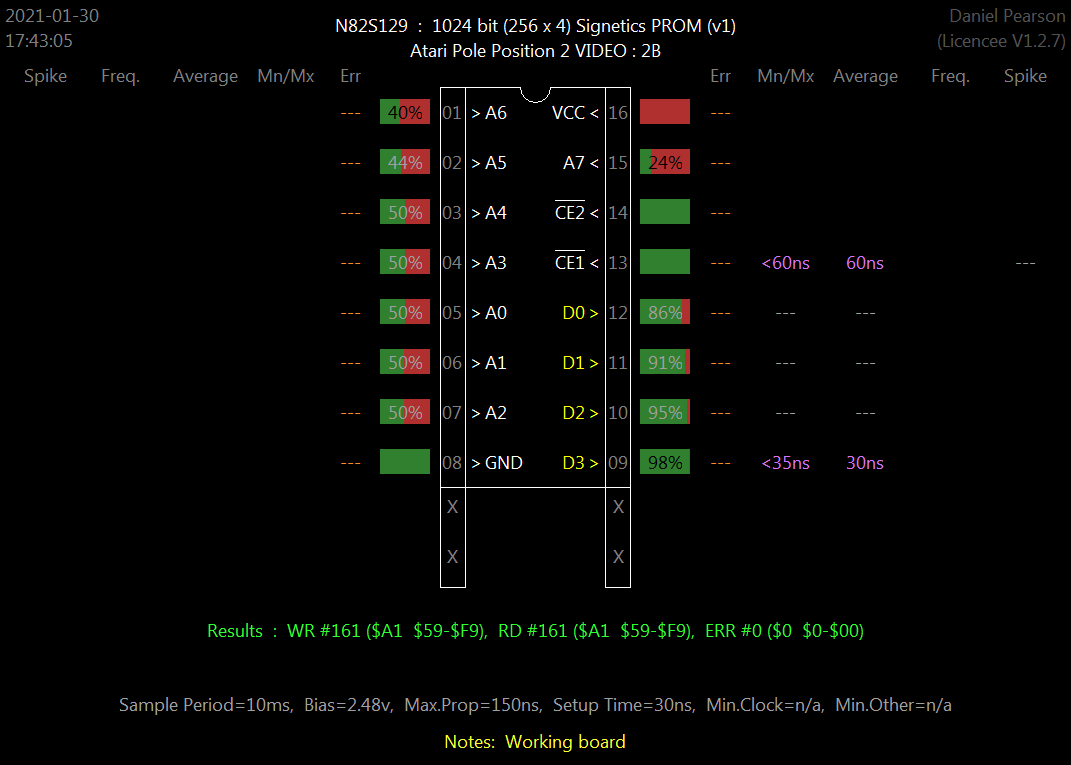 2021-01-30 N82S129 : 1024 bit (256 x 4) Signetics PROM (v1) Daniel Pearson
17:43:05 Atari Pole Position 2 VIDEO : 2B (Licencee V1.2.7)
Spike Freq. Average Mn/Mx Err Err Mn/Mx Average Freq. Spike
--- 40% 01 > A6 VCC < 16 ---
--- 44% 02 > A5 A7 < 15 24% ---
--- 50% 03 > A4 CE2 < 14 ---
--- 50% 04 > A3 CE1 < 13 --- <60ns 60ns ---
--- 50% 05 > A0 D0 > 12 86% --- --- ---
--- 50% 06 > A1 D1 > 11 91% --- --- ---
--- 50% 07 > A2 D2 > 10 95% --- --- ---
--- 08 > GND D3 > 09 98% --- <35ns 30ns
X X
X X
Results : WR #161 ($A1 $59-$F9), RD #161 ($A1 $59-$F9), ERR #0 ($0 $0-$00)
Sample Period=10ms, Bias=2.48v, Max.Prop=150ns, Setup Time=30ns, Min.Clock=n/a, Min.Other=n/a
Notes: Working board